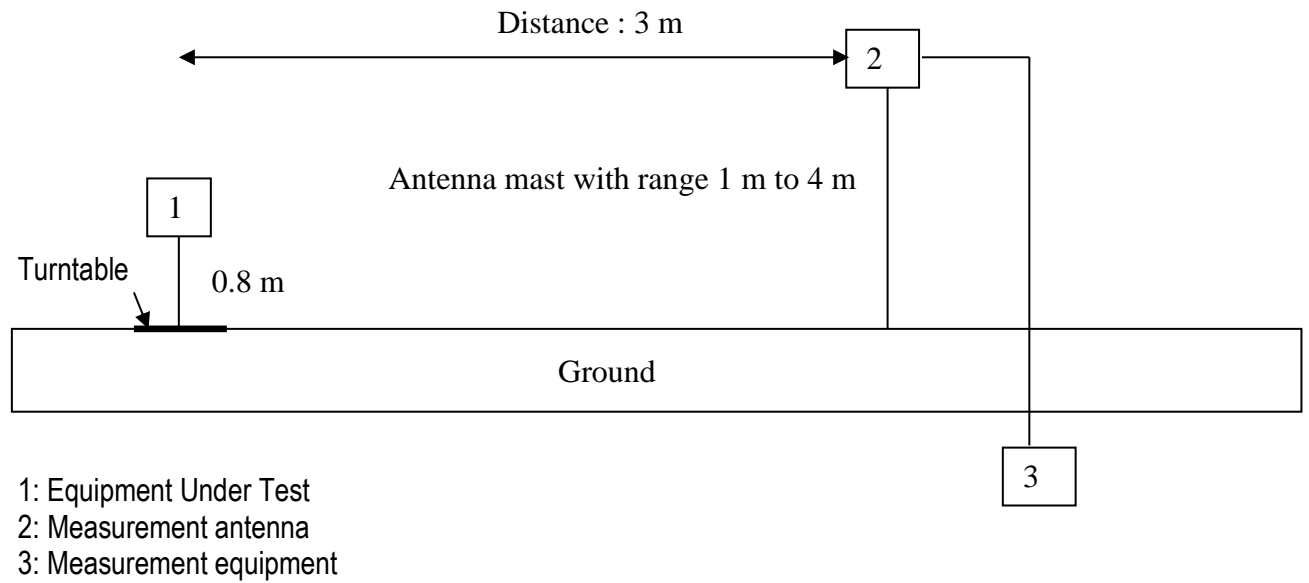 Distance : 3 m
2
Antenna mast with range 1 m to 4 m
1
Turntable
0.8 m
Ground
3
1: Equipment Under Test
2: Measurement antenna
3: Measurement equipment